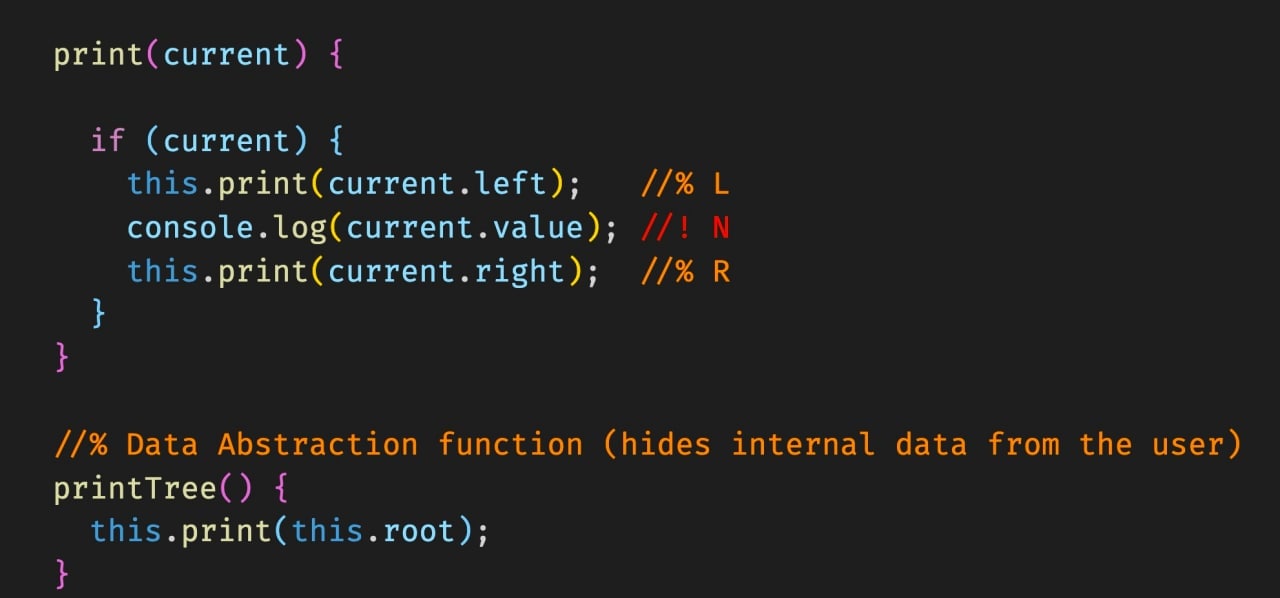 print(current) {
if (current) {
this.print(current.left); //% L
console.log(current.value); //! N
this.print(current.right); //% R
}
}
//% Data Abstraction function (hides internal data from the user)
printTree() {
this.print(this.root);
}